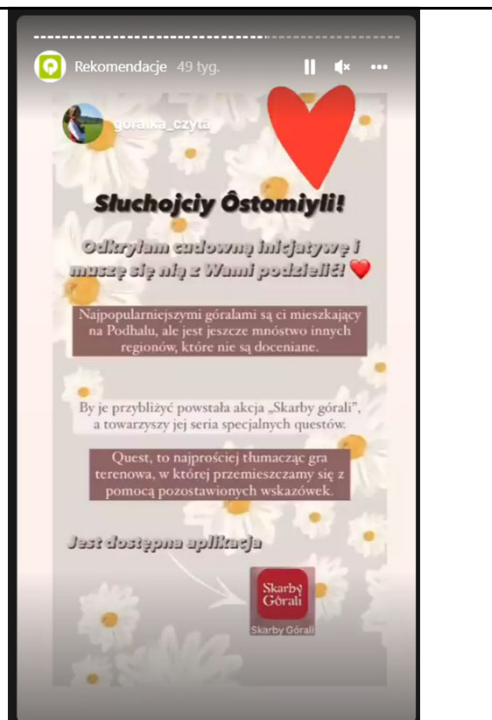 Rekomendacje 49 tyg.
goralka_czyta
Słuchojciy Ôstomiyli!
Odkryłam cudowną inicjatywę i
muszę się nią z Wami podzielić!
Najpopularniejszymi góralami są ci mieszkający
na Podhalu, ale jest jeszcze mnóstwo innych
regionów, które nie są doceniane.
By je przybliżyć powstała akcja „Skarby górali”,
a towarzyszy jej seria specjalnych questów.
Quest, to najprościej tłumacząc gra
terenowa, w której przemieszczamy się z
pomocą pozostawionych wskazówek.
Jest dostępna aplikacja
Skarby
Górali
Skarby Górali